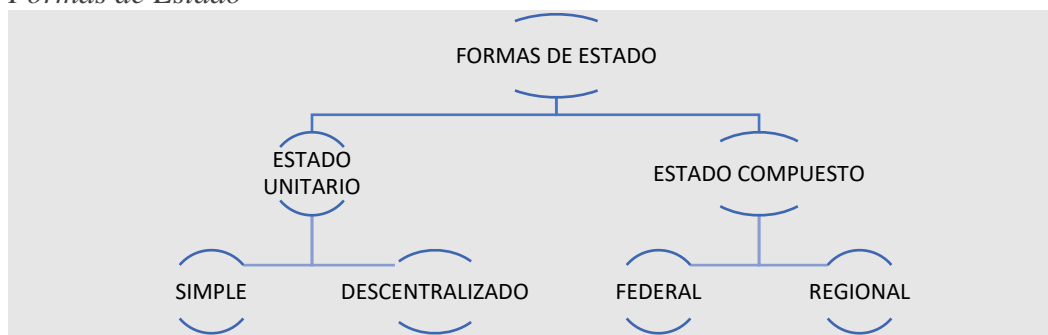 Formas de Estado
FORMAS DE ESTADO
ESTADO
UNITARIO
ESTADO COMPUESTO
SIMPLE
DESCENTRALIZADO
FEDERAL
REGIONAL